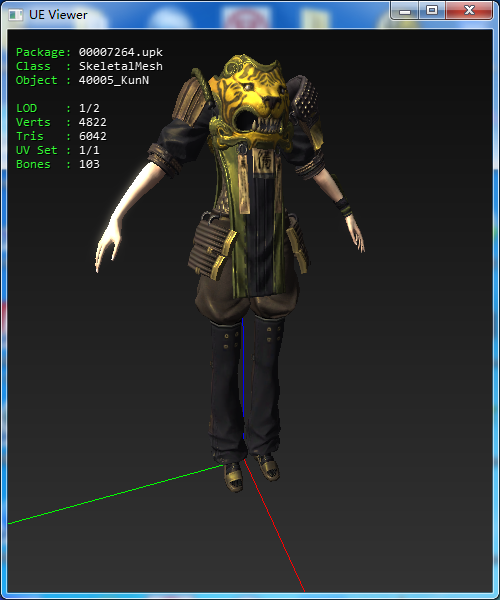 UE Viewer
Package: 00007264.upk
Class : SkeletalMesh
Object : 40005_KunN
LOD : 1/2
Verts : 4822
Tris : 6042
UV Set : 1/1
Bones : 103